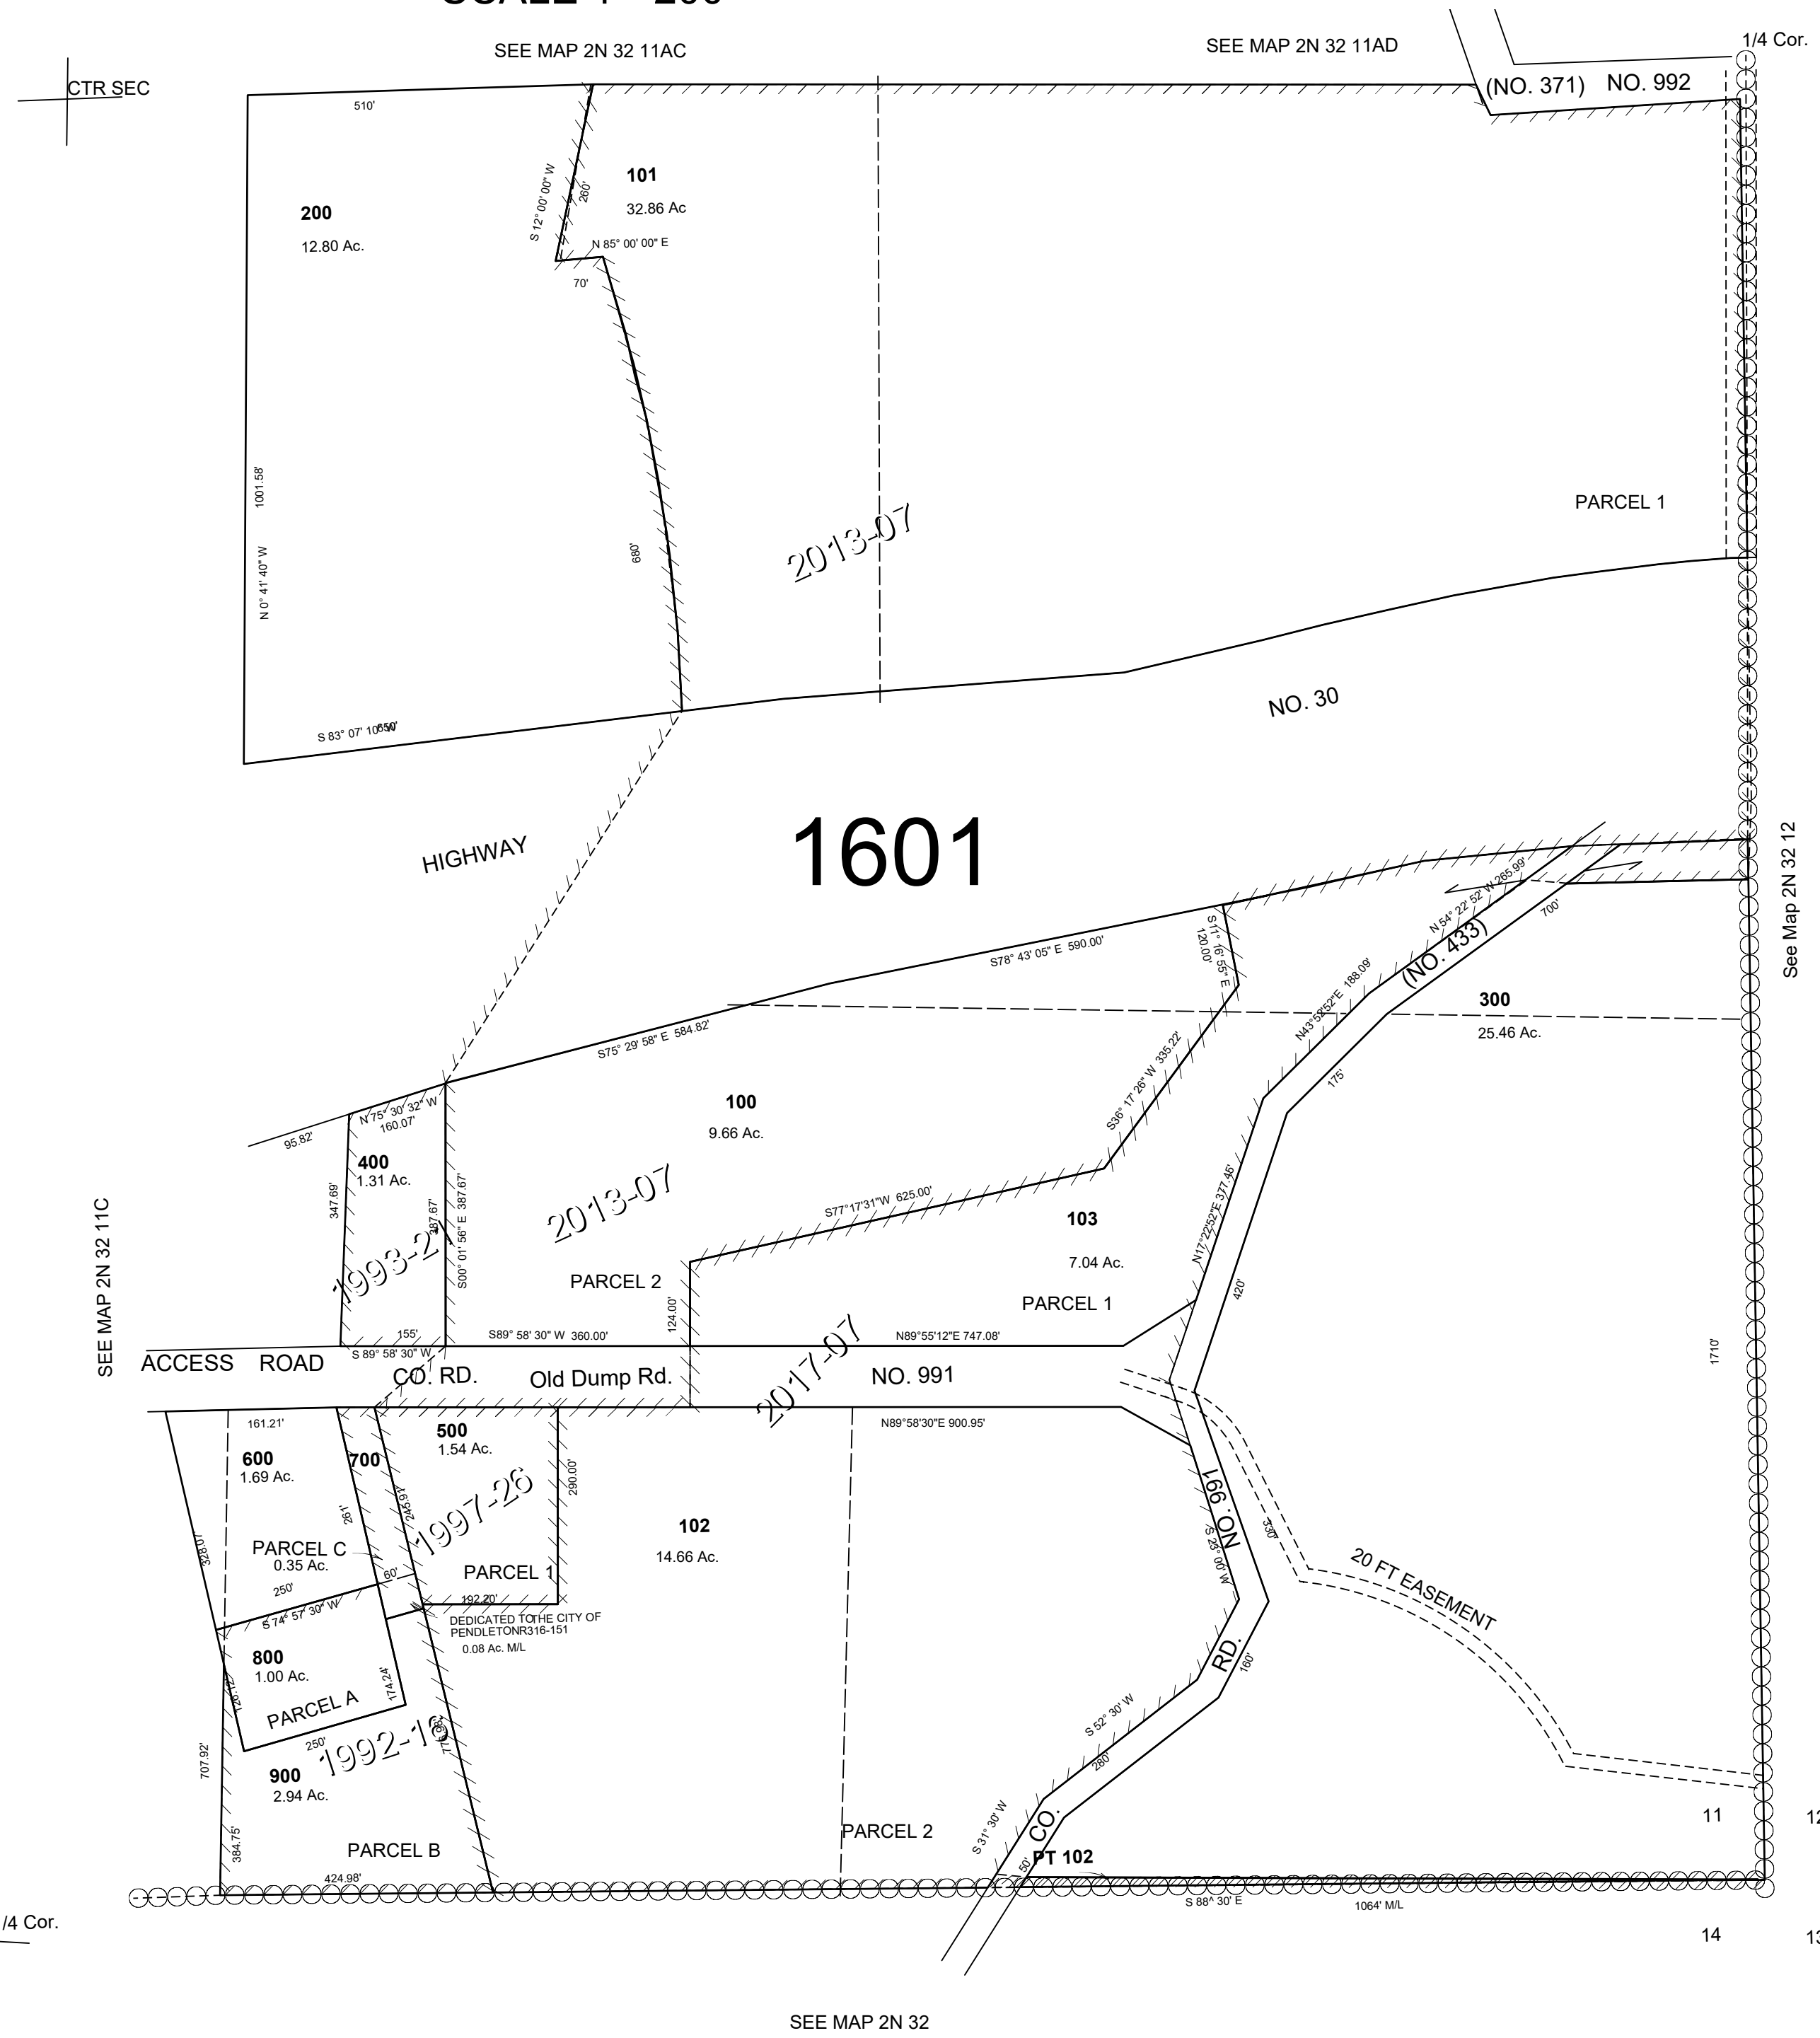 SEE MAP 2N 32 11AC
SEE MAP 2N 32 11AD
1/4 Cor.
CTR SEC
(NO. 371) NO. 992
510'
101
32.86 Ac
S 12° 00' 00" W
260'
200
12.80 Ac.
N 85° 00' 00" E
70'
1001.58'
N 0° 41' 40" W
680'
2013-07
PARCEL 1
S 83° 07' 10" W
650'
NO. 30
HIGHWAY
1601
See Map 2N 32 12
S78° 43' 05" E 590.00'
S11° 16' 55" E
120.00'
N 54° 22' 52' W 265.99'
700'
(NO. 433)
300
25.46 Ac.
S75° 29' 58" E 584.82'
N43°52'52"E 188.09'
175'
S36° 17' 26" W 335.22'
N 75° 30' 32" W
160.07'
95.82'
100
9.66 Ac.
400
1.31 Ac.
347.69'
387.67'
S00° 01' 56" E 387.67'
1993-2
2013-07
PARCEL 2
S77°17'31"W 625.00'
103
7.04 Ac.
PARCEL 1
N17°22'52"E 377.45'
420'
124.00'
SEE MAP 2N 32 11C
155'
S 89° 58' 30" W
S89° 58' 30" W 360.00'
N89°55'12"E 747.08'
1710'
ACCESS ROAD
CO. RD.
Old Dump Rd.
2017-07
NO. 991
N89°58'30"E 900.95'
161.21'
600
1.69 Ac.
700
500
1.54 Ac.
290.00'
261'
245.91'
1997-26
328.07'
PARCEL C
0.35 Ac.
PARCEL 1
102
14.66 Ac.
NO. 991
S 23° 00' W
330'
20 FT EASEMENT
250'
60'
S 74° 57' 30" W
192.20'
DEDICATED TO THE CITY OF
PENDLETON R316-151
0.08 Ac. M/L
800
1.00 Ac.
174.24'
PARCEL A
250'
1992-16
RD.
160'
S 52° 30' W
280'
707.92'
900
2.94 Ac.
384.75'
PARCEL B
424.98'
PARCEL 2
S 31° 30' W
CO.
50'
PT 102
S 88^ 30' E
1064' M/L
11
12
/4 Cor.
14
13
SEE MAP 2N 32